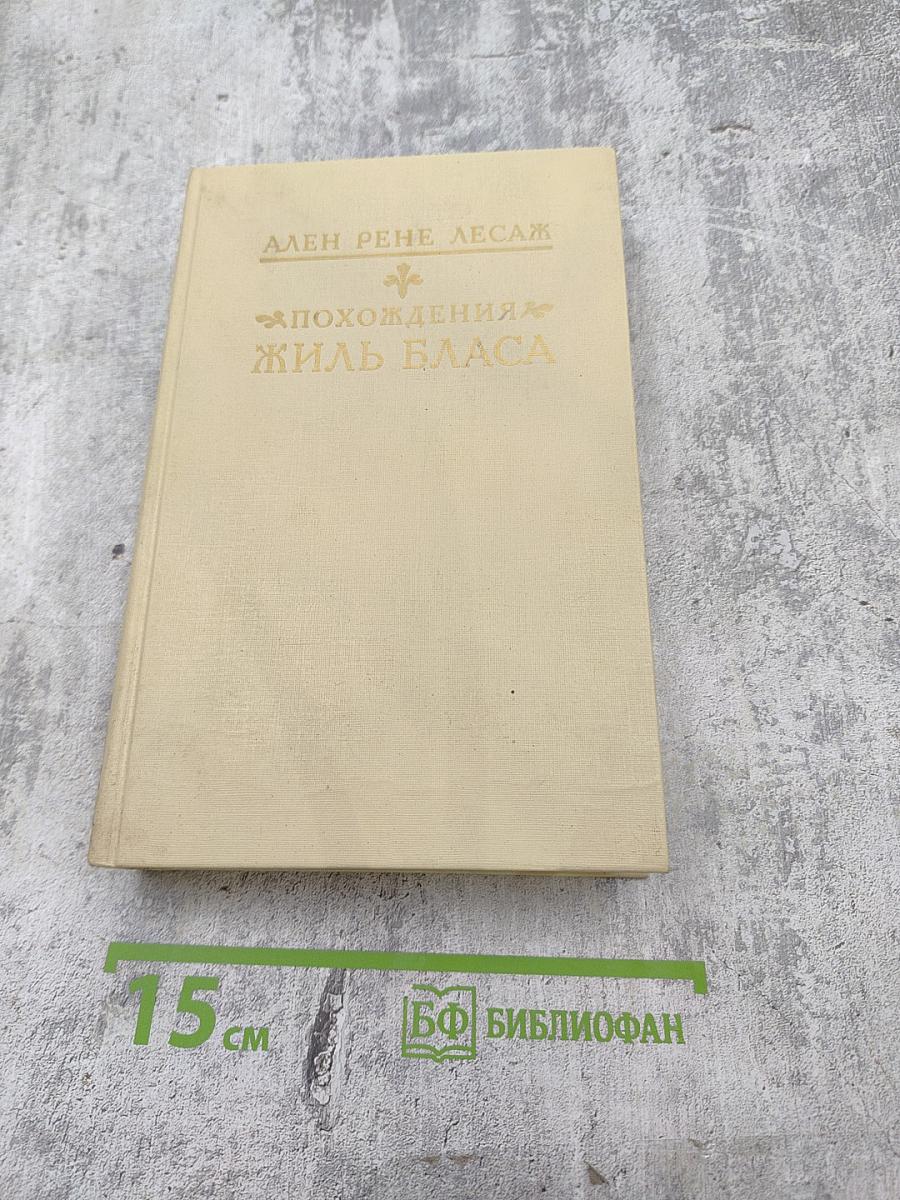 АЛЕН РЕНЕ ЛЕСАЖ
ПОХОЖДЕНИЯ
ЖИЛЬ БЛАСА
15 см
БФ БИБЛИОФАН